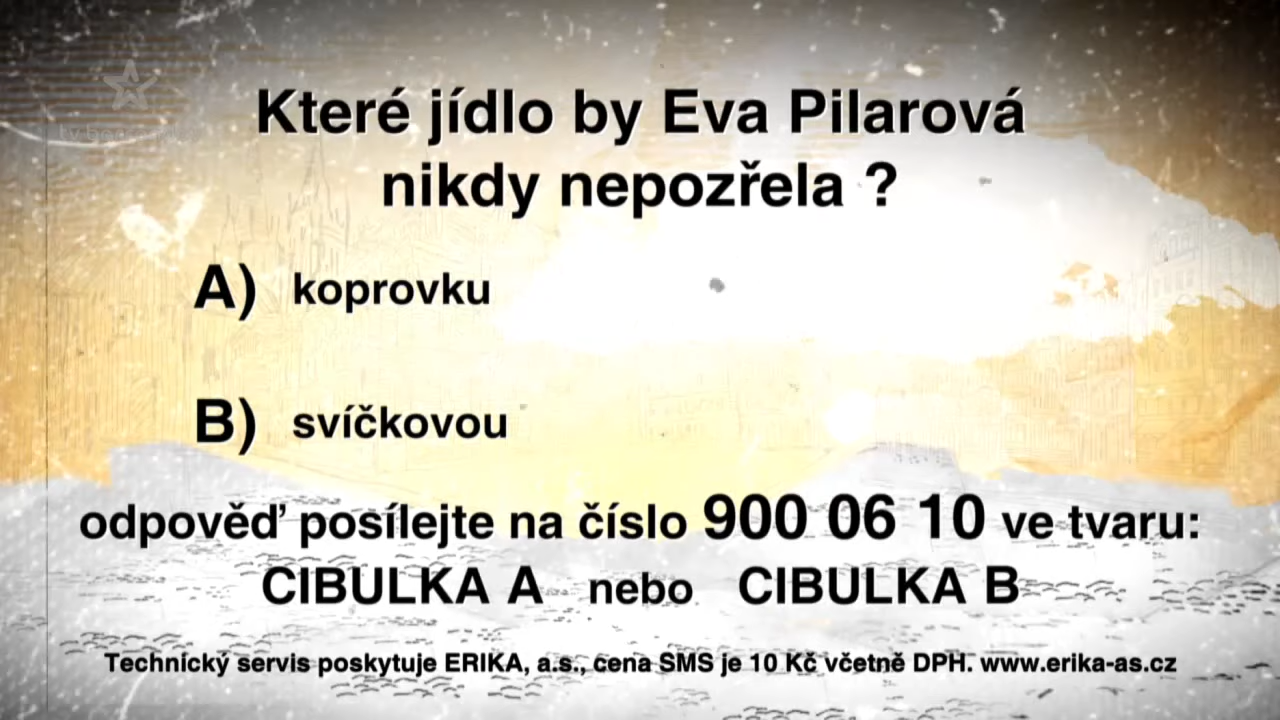 Které jídlo by Eva Pilarová
nikdy nepozřela ?
A) koprovku
B) svíčkovou
odpověď posílejte na číslo 900 06 10 ve tvaru:
CIBULKA A nebo CIBULKA B
Technický servis poskytuje ERIKA, a.s., cena SMS je 10 Kč včetně DPH. www.erika-as.cz